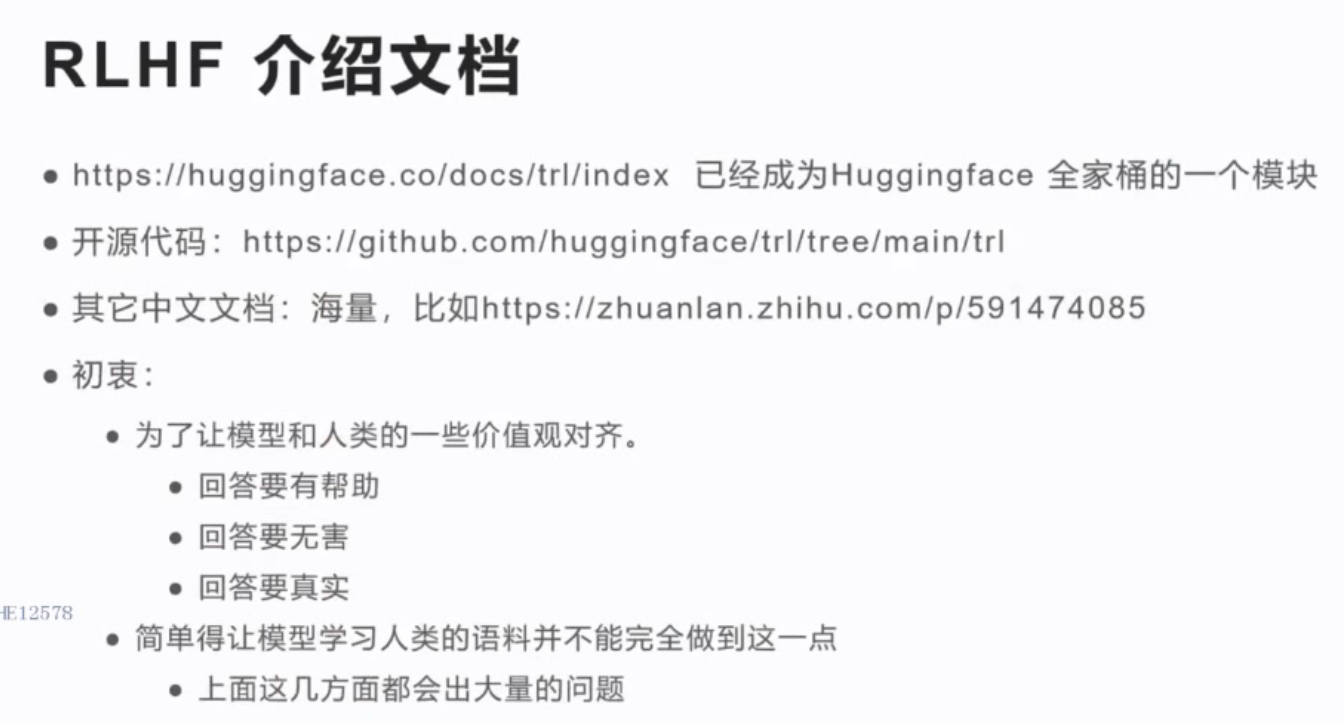 RLHF 介绍文档
• https://huggingface.co/docs/trl/index 已经成为Huggingface 全家桶的一个模块
• 开源代码：https://github.com/huggingface/trl/tree/main/trl
• 其它中文文档：海量，比如https://zhuanlan.zhihu.com/p/591474085
• 初衷：
• 为了让模型和人类的一些价值观对齐。
• 回答要有帮助
• 回答要无害
• 回答要真实
HE12578
• 简单得让模型学习人类的语料并不能完全做到这一点
• 上面这几方面都会出大量的问题